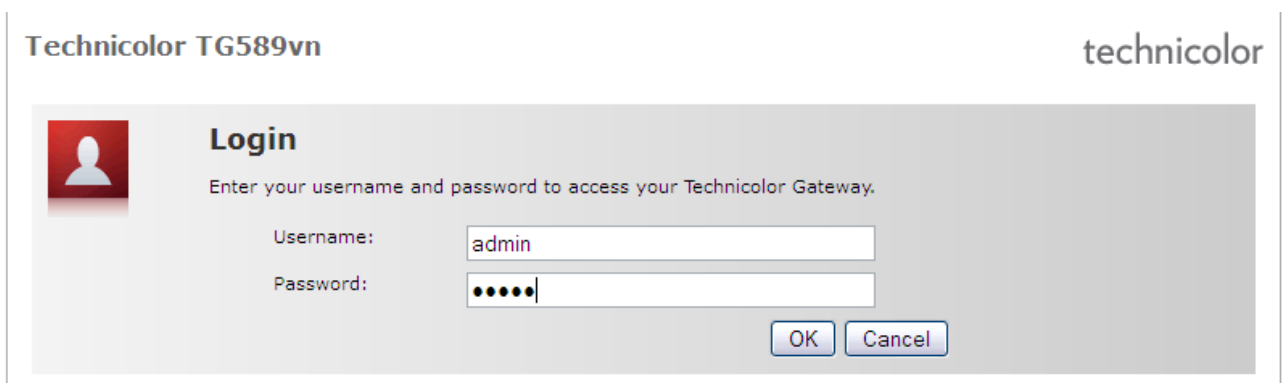 Technicolor TG589vn
technicolor
Login
Enter your username and password to access your Technicolor Gateway.
Username: admin
Password: •••••
OK Cancel